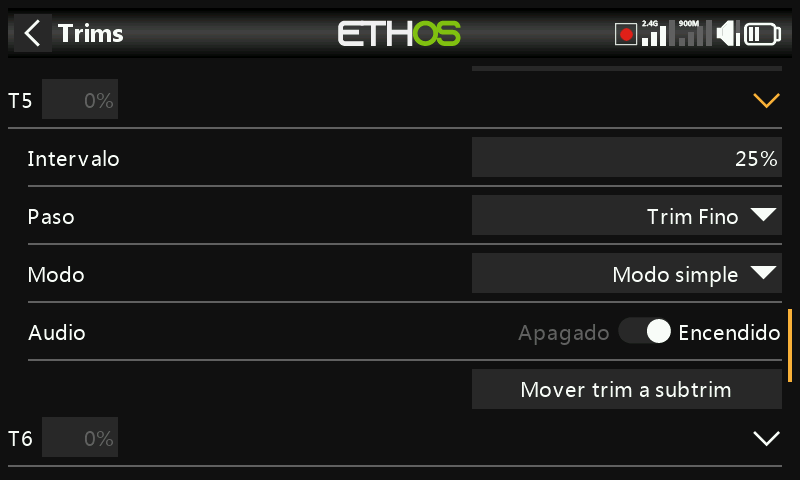 Trims
ETHOS
2.4G 900M
T5 0%
Intervalo 25%
Paso Trim Fino
Modo Modo simple
Audio Apagado Encendido
Mover trim a subtrim
T6 0%